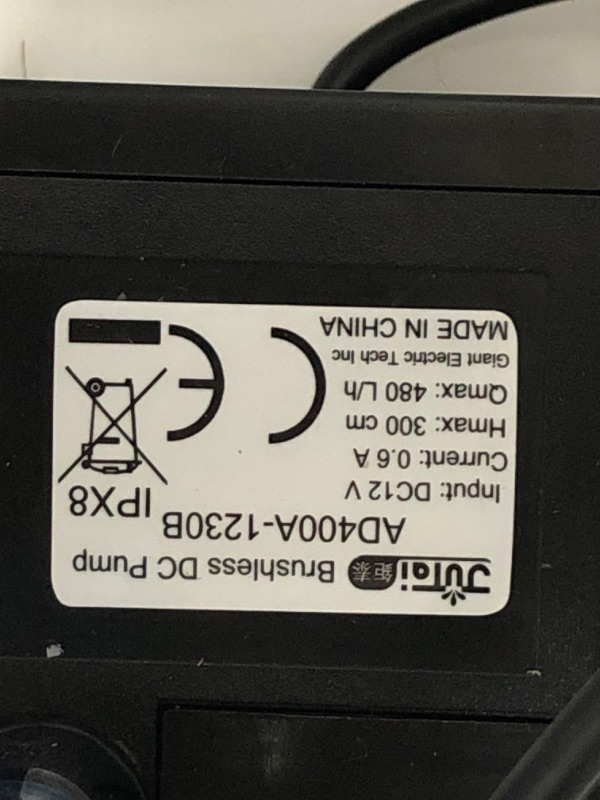 JUTai 鉅泰 Brushless DC Pump
AD400A-1230B
Input: DC12 V IPX8
Current: 0.6 A
Hmax: 300 cm
Qmax: 480 L/h
Giant Electric Tech Inc
MADE IN CHINA
CE